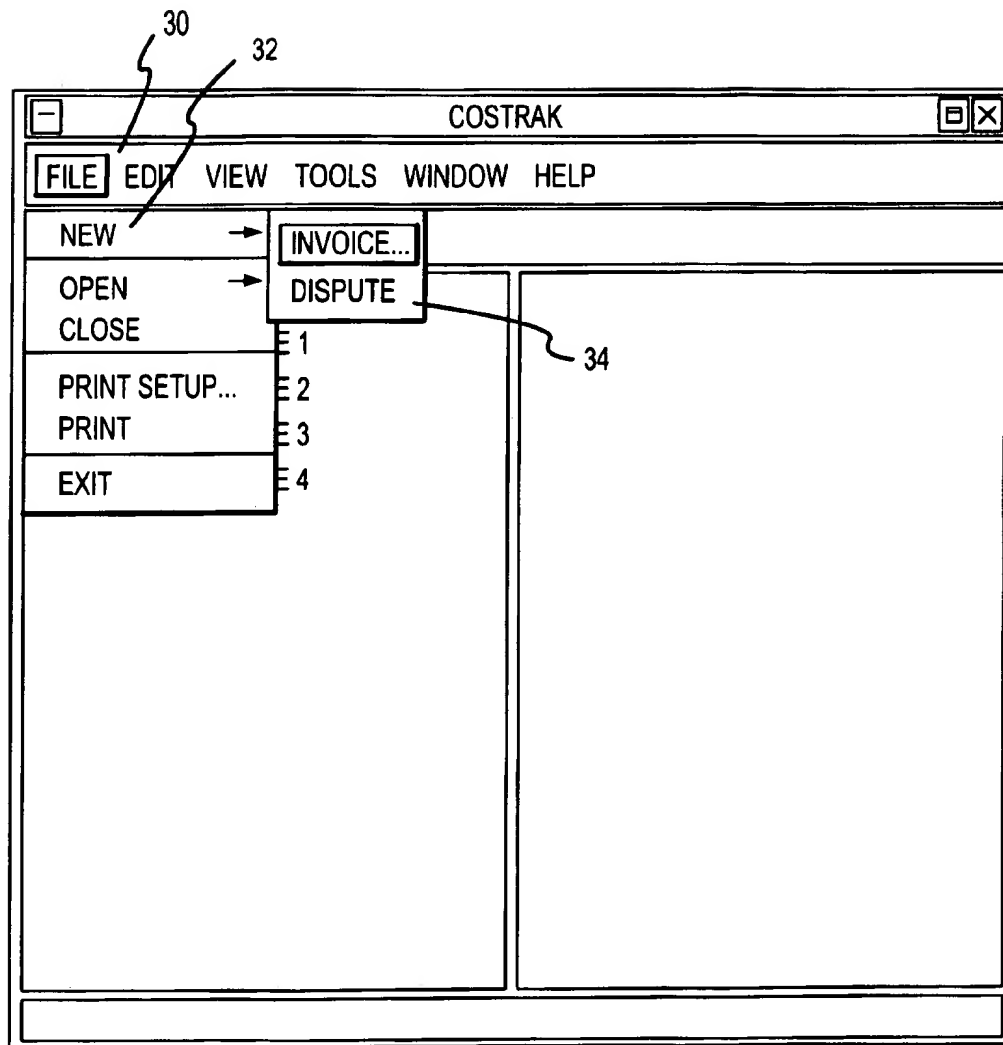 30
32
COSTRAK
FILE EDIT VIEW TOOLS WINDOW HELP
NEW
INVOICE...
OPEN
DISPUTE
CLOSE
E 1
34
PRINT SETUP...
E 2
PRINT
E 3
EXIT
E 4